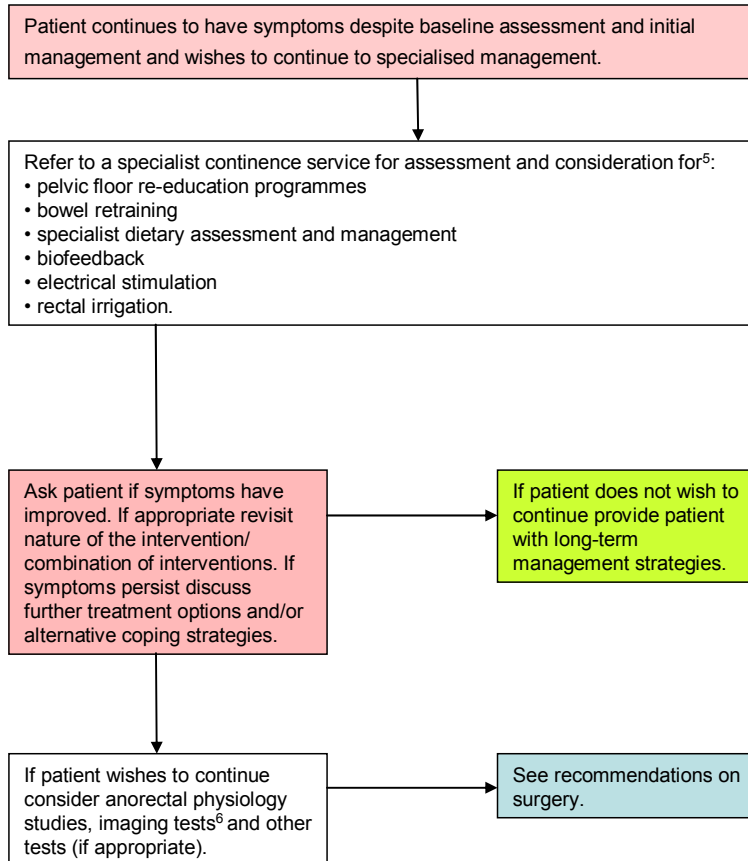 Patient continues to have symptoms despite baseline assessment and initial
management and wishes to continue to specialised management.
Refer to a specialist continence service for assessment and consideration for⁵:
• pelvic floor re-education programmes
• bowel retraining
• specialist dietary assessment and management
• biofeedback
• electrical stimulation
• rectal irrigation.
Ask patient if symptoms have
improved. If appropriate revisit
nature of the intervention/
combination of interventions. If
symptoms persist discuss
further treatment options and/or
alternative coping strategies.
If patient does not wish to
continue provide patient
with long-term
management strategies.
If patient wishes to continue
consider anorectal physiology
studies, imaging tests⁶ and other
tests (if appropriate).
See recommendations on
surgery.